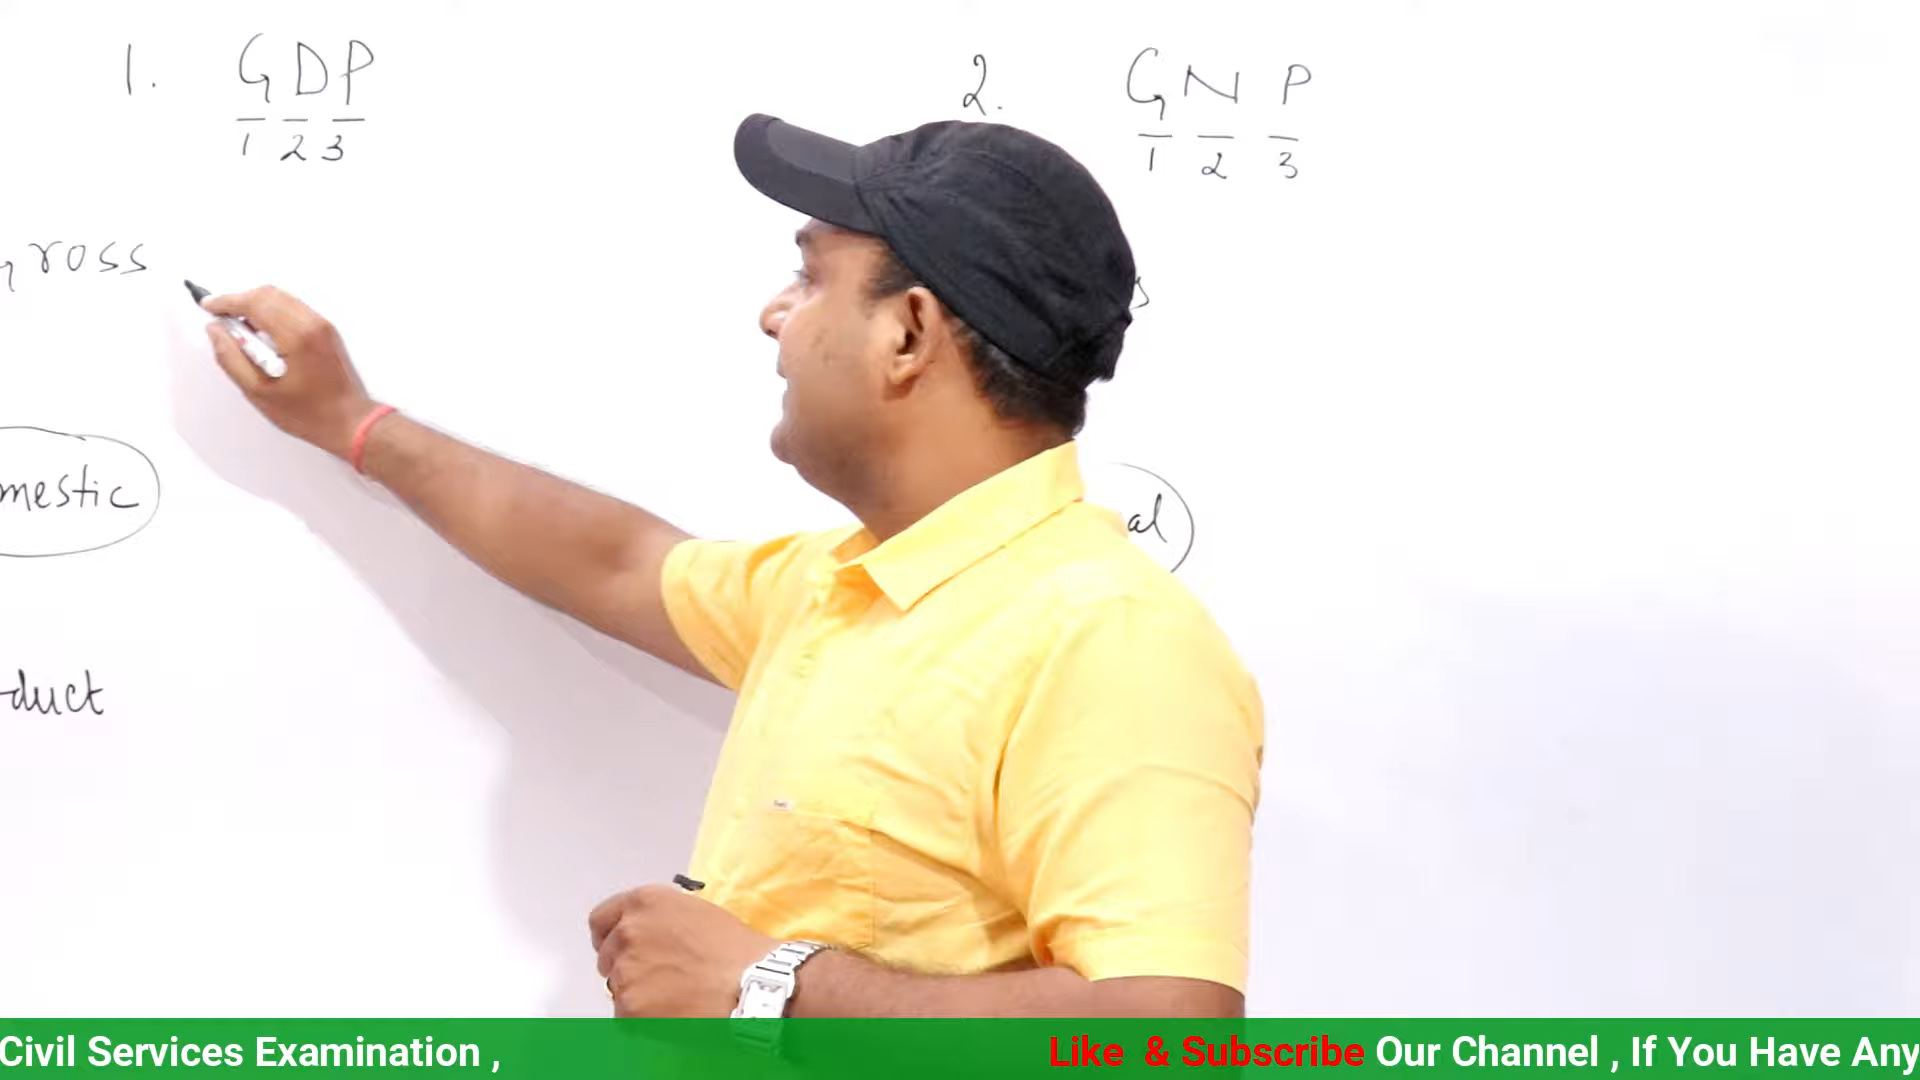 1. GDP
1 2 3
2. GNP
1 2 3
ross
mestic
al
duct
Civil Services Examination , Like & Subscribe Our Channel , If You Have Any